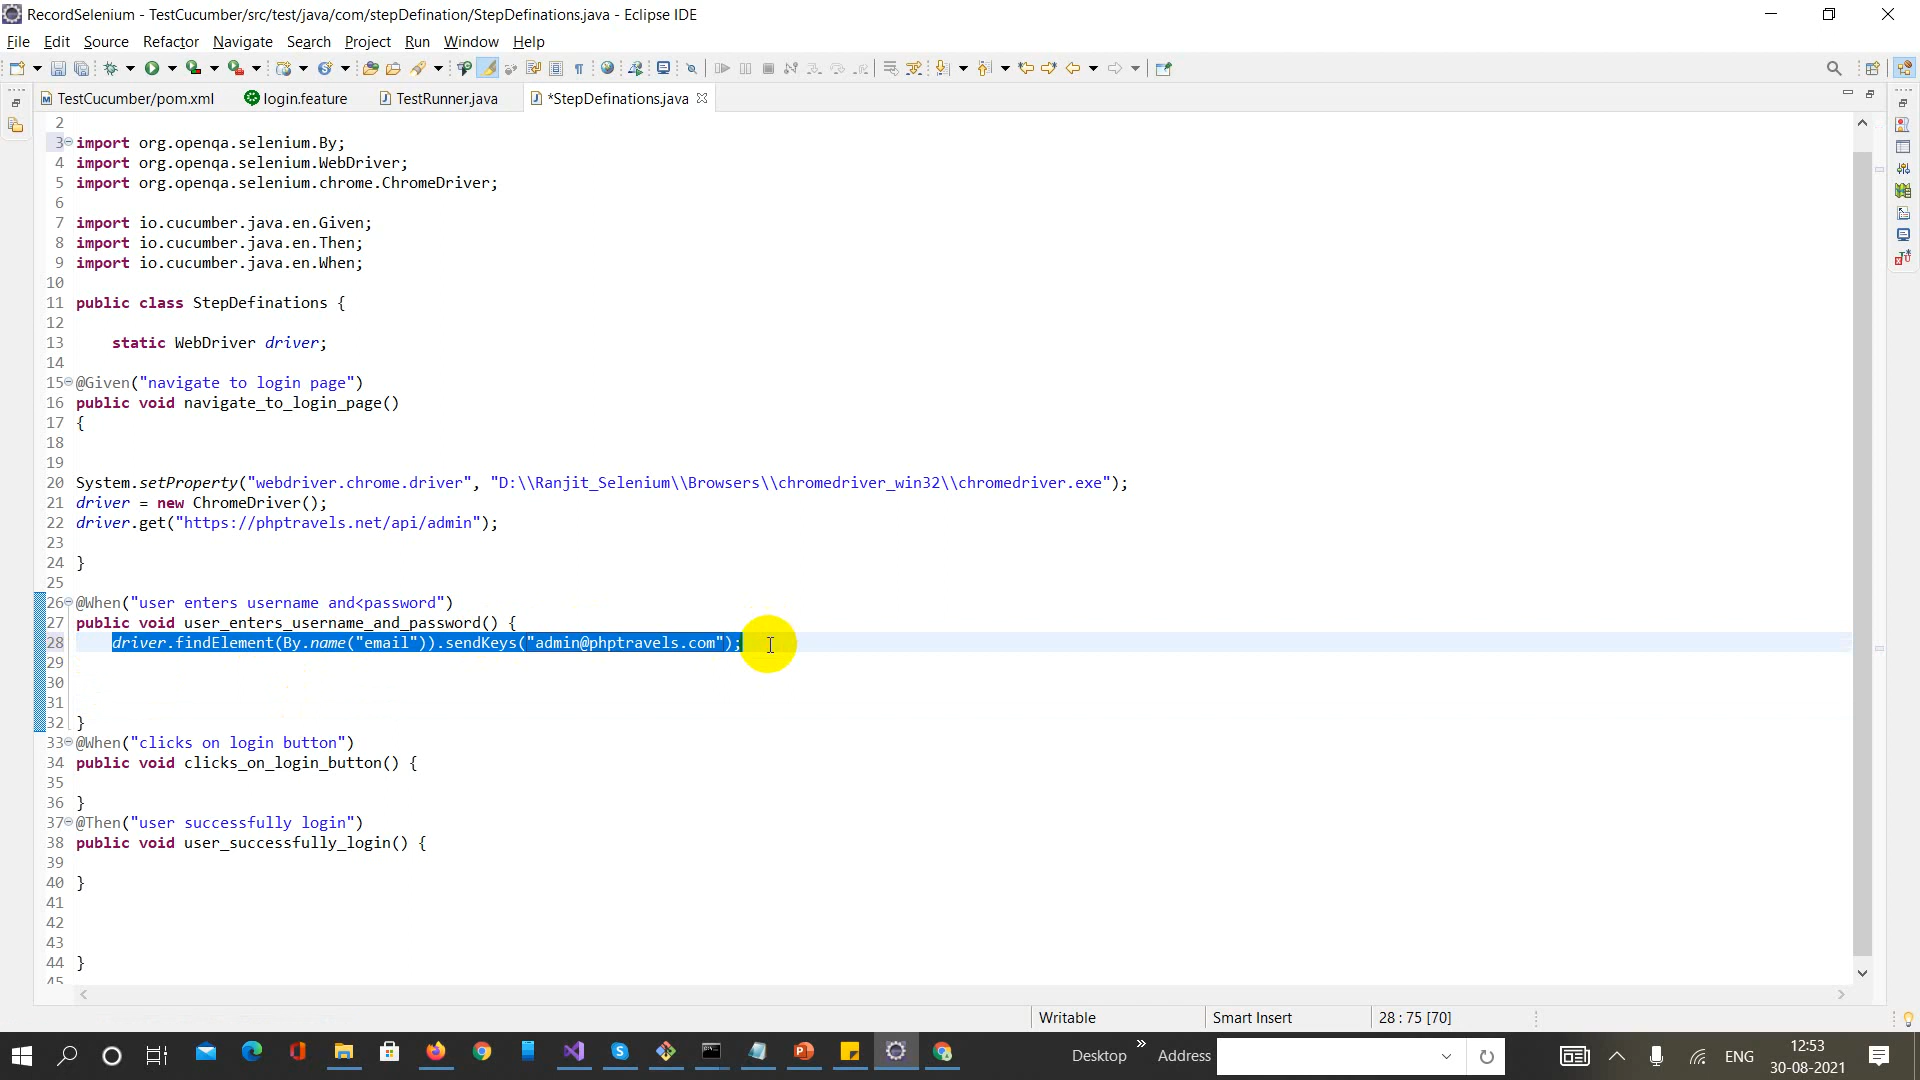 RecordSelenium - TestCucumber/src/test/java/com/stepDefination/StepDefinations.java - Eclipse IDE
File Edit Source Refactor Navigate Search Project Run Window Help
TestCucumber/pom.xml login.feature TestRunner.java *StepDefinations.java
2
3 import org.openqa.selenium.By;
4 import org.openqa.selenium.WebDriver;
5 import org.openqa.selenium.chrome.ChromeDriver;
6
7 import io.cucumber.java.en.Given;
8 import io.cucumber.java.en.Then;
9 import io.cucumber.java.en.When;
10
11 public class StepDefinations {
12
13 static WebDriver driver;
14
15 @Given("navigate to login page")
16 public void navigate_to_login_page()
17 {
18
19
20 System.setProperty("webdriver.chrome.driver", "D:\\Ranjit_Selenium\\Browsers\\chromedriver_win32\\chromedriver.exe");
21 driver = new ChromeDriver();
22 driver.get("https://phptravels.net/api/admin");
23
24 }
25
26 @When("user enters username and<password")
27 public void user_enters_username_and_password() {
28 driver.findElement(By.name("email")).sendKeys("admin@phptravels.com");
29
30
31
32 }
33 @When("clicks on login button")
34 public void clicks_on_login_button() {
35
36 }
37 @Then("user successfully login")
38 public void user_successfully_login() {
39
40 }
41
42
43
44 }
45
Writable Smart Insert 28 : 75 [70]
Desktop » Address ENG 12:53
30-08-2021